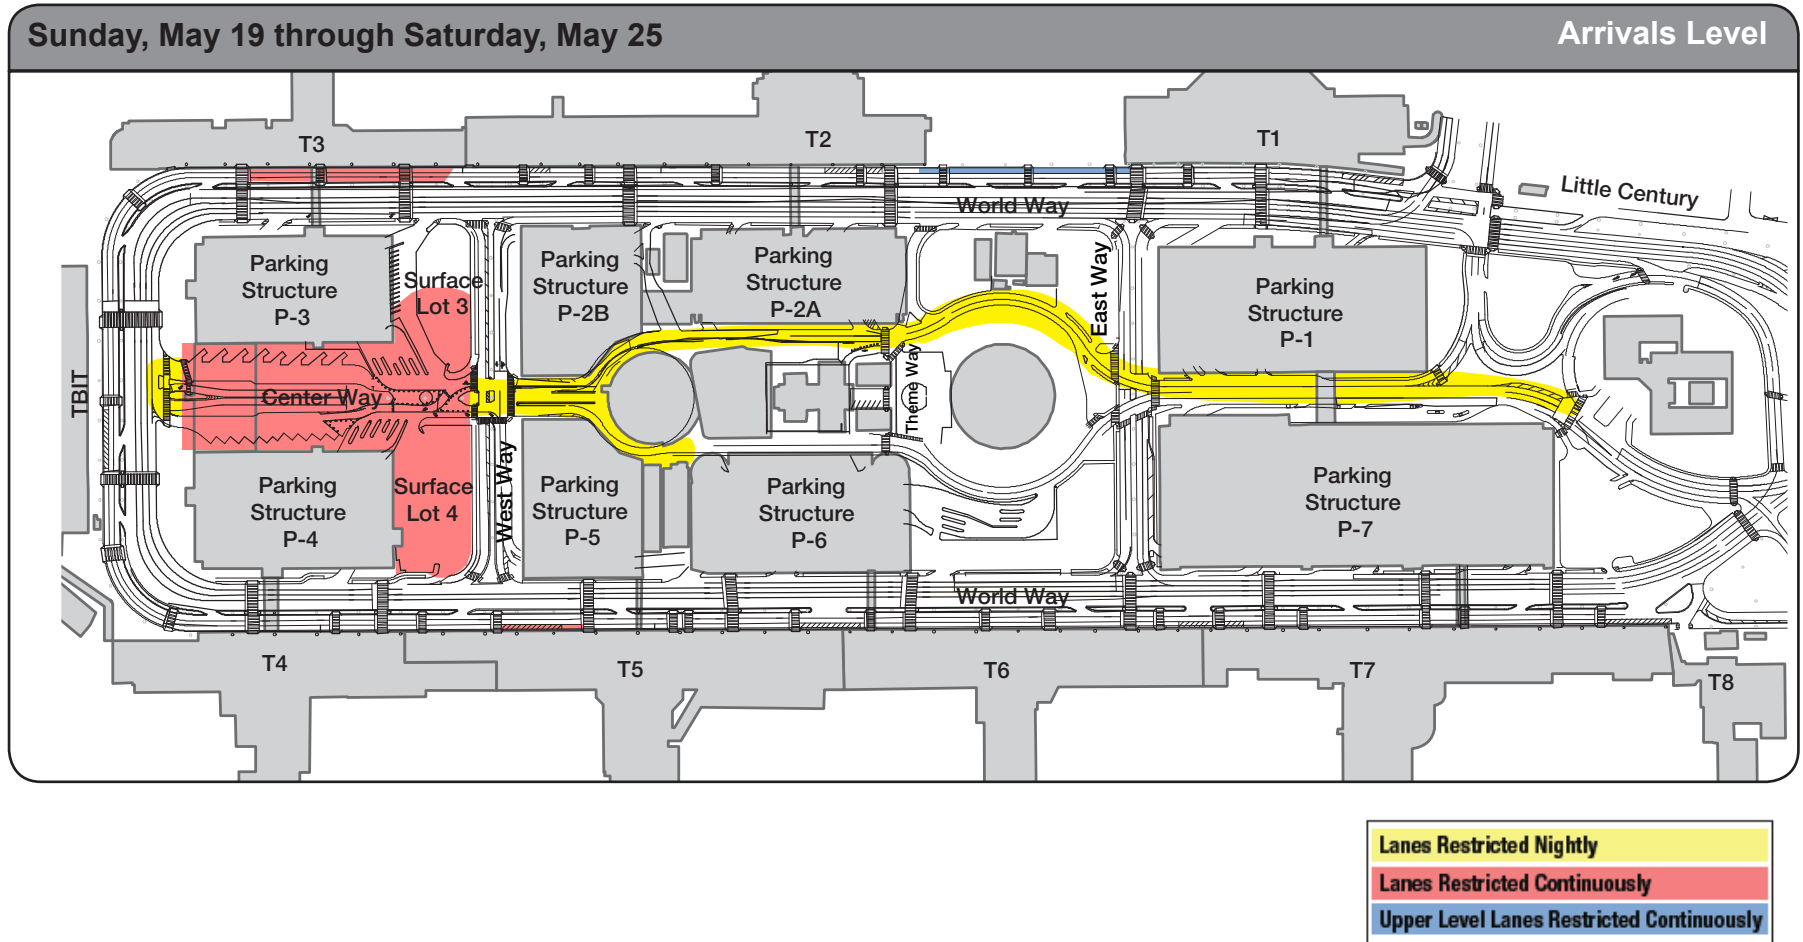 Sunday, May 19 through Saturday, May 25
Arrivals Level
T3
T2
T1
Little Century
World Way
Parking
Structure
P-3
Surface
Lot 3
Parking
Structure
P-2B
Parking
Structure
P-2A
East Way
Parking
Structure
P-1
TBIT
Center Way
Theme Way
West Way
Parking
Structure
P-4
Surface
Lot 4
Parking
Structure
P-5
Parking
Structure
P-6
Parking
Structure
P-7
World Way
T4
T5
T6
T7
T8
Lanes Restricted Nightly
Lanes Restricted Continuously
Upper Level Lanes Restricted Continuously